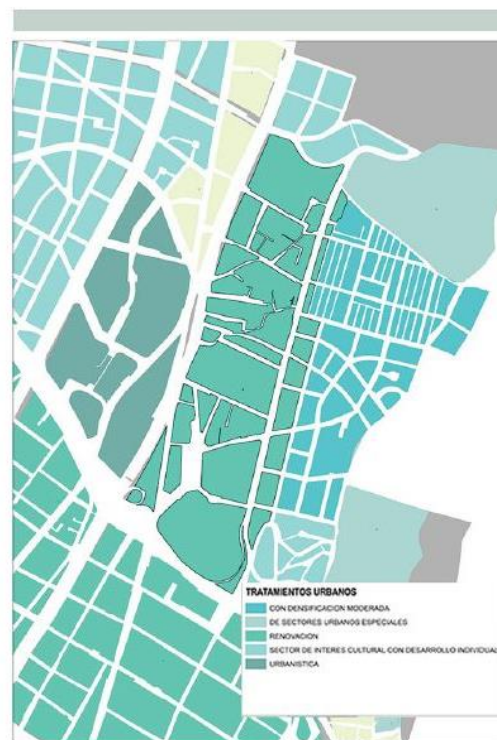 TRATAMIENTOS URBANOS
CON DENSIFICACION MODERADA
DE SECTORES URBANOS ESPECIALES
RENOVACION
SECTOR DE INTERES CULTURAL CON DESARROLLO INDIVIDUAL
URBANISTICA